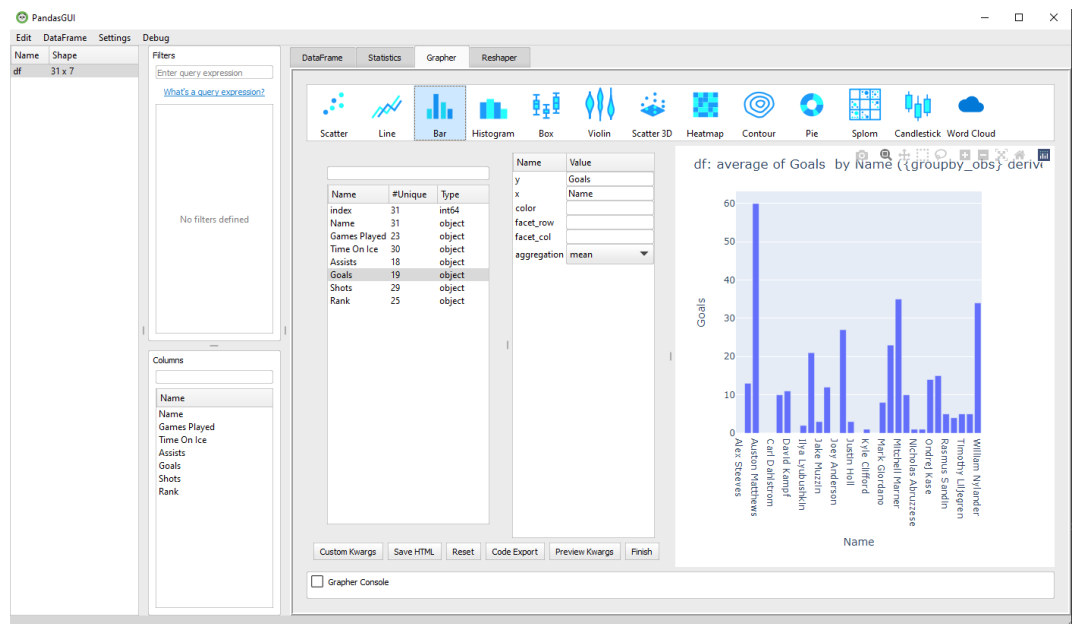 PandasGUI
Edit DataFrame Settings Debug
Name Shape
df 31 x 7
Filters
Enter query expression
What's a query expression?
No filters defined
Columns
Name
Name
Games Played
Time On Ice
Assists
Goals
Shots
Rank
DataFrame Statistics Grapher Reshaper
Scatter Line Bar Histogram Box Violin Scatter 3D Heatmap Contour Pie Splom Candlestick Word Cloud
Name #Unique Type
index 31 int64
Name 31 object
Games Played 23 object
Time On Ice 30 object
Assists 18 object
Goals 19 object
Shots 29 object
Rank 25 object
Name Value
y Goals
x Name
color
facet_row
facet_col
aggregation mean
Custom Kwargs Save HTML Reset Code Export Preview Kwargs Finish
df: average of Goals by Name ({groupby_obs} derive
60
50
40
30
20
10
0
Goals
Alex Steeves
Auston Matthews
Carl Dahlstrom
David Kampf
Ilya Lyubushkin
Jake Muzzin
Joey Anderson
Justin Holl
Kyle Clifford
Mark Giordano
Mitchell Marner
Nicholas Abruzzese
Ondrej Kase
Rasmus Sandin
Timothy Liljegren
William Nylander
Name
Grapher Console